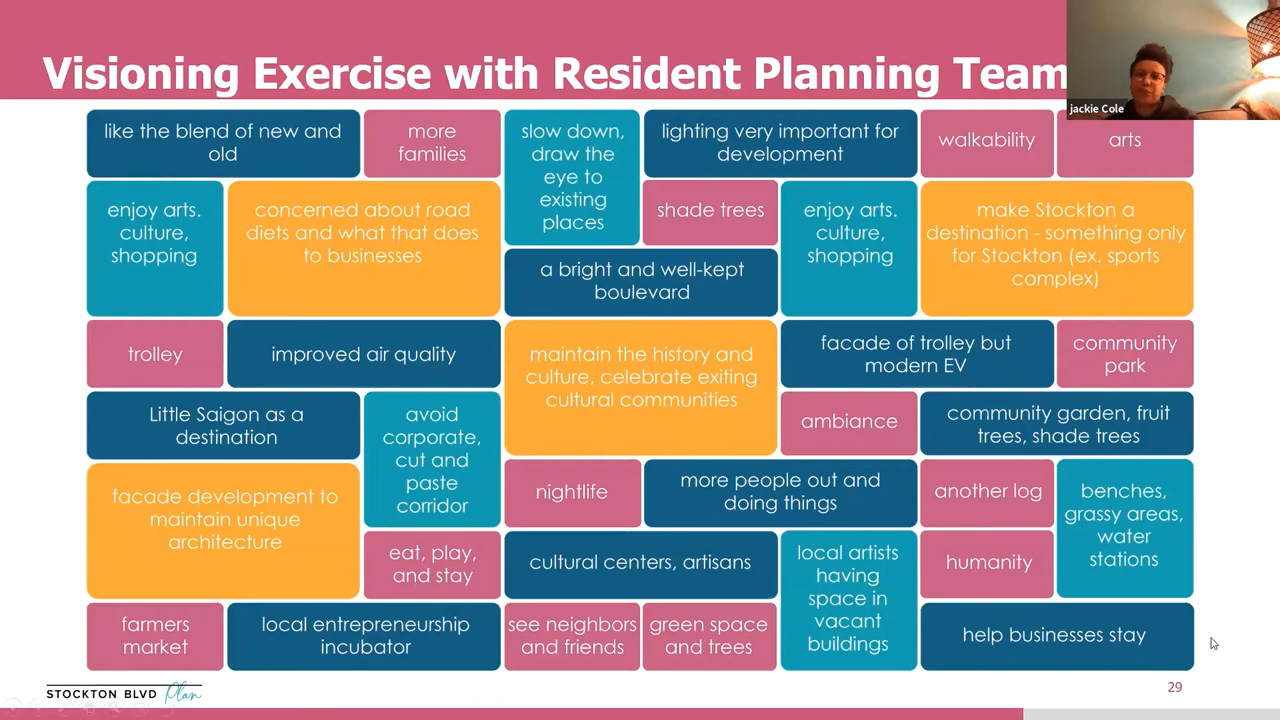 Visioning Exercise with Resident Planning Team
jackie Cole
like the blend of new and
old
more
families
slow down,
draw the
eye to
existing
places
lighting very important for
development
walkability
arts
enjoy arts.
culture,
shopping
concerned about road
diets and what that does
to businesses
shade trees
enjoy arts.
culture,
shopping
make Stockton a
destination - something only
for Stockton (ex. sports
complex)
a bright and well-kept
boulevard
trolley
improved air quality
maintain the history and
culture, celebrate exiting
cultural communities
facade of trolley but
modern EV
community
park
Little Saigon as a
destination
avoid
corporate,
cut and
paste
corridor
ambiance
community garden, fruit
trees, shade trees
facade development to
maintain unique
architecture
nightlife
more people out and
doing things
another log
benches,
grassy areas,
water
stations
eat, play,
and stay
cultural centers, artisans
local artists
having
space in
vacant
buildings
humanity
farmers
market
local entrepreneurship
incubator
see neighbors
and friends
green space
and trees
help businesses stay
STOCKTON BLVD Plan
29